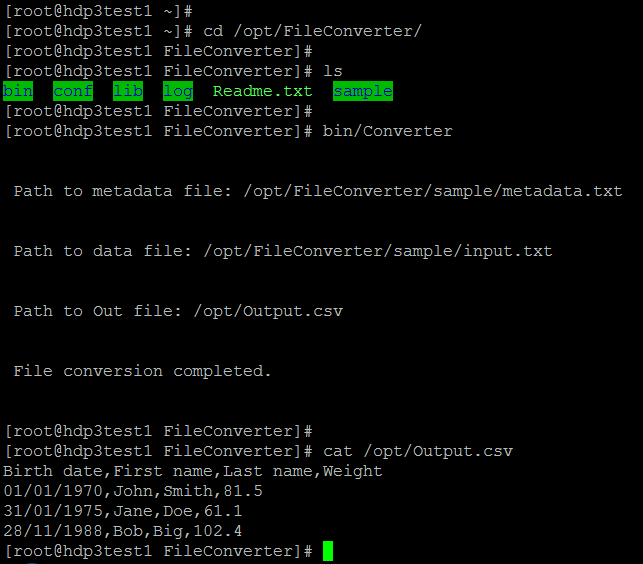 [root@hdp3test1 ~]#
[root@hdp3test1 ~]# cd /opt/FileConverter/
[root@hdp3test1 FileConverter]#
[root@hdp3test1 FileConverter]# ls
bin  conf  lib  log  Readme.txt  sample
[root@hdp3test1 FileConverter]#
[root@hdp3test1 FileConverter]# bin/Converter
Path to metadata file: /opt/FileConverter/sample/metadata.txt
Path to data file: /opt/FileConverter/sample/input.txt
Path to Out file: /opt/Output.csv
File conversion completed.
[root@hdp3test1 FileConverter]#
[root@hdp3test1 FileConverter]# cat /opt/Output.csv
Birth date,First name,Last name,Weight
01/01/1970,John,Smith,81.5
31/01/1975,Jane,Doe,61.1
28/11/1988,Bob,Big,102.4
[root@hdp3test1 FileConverter]#